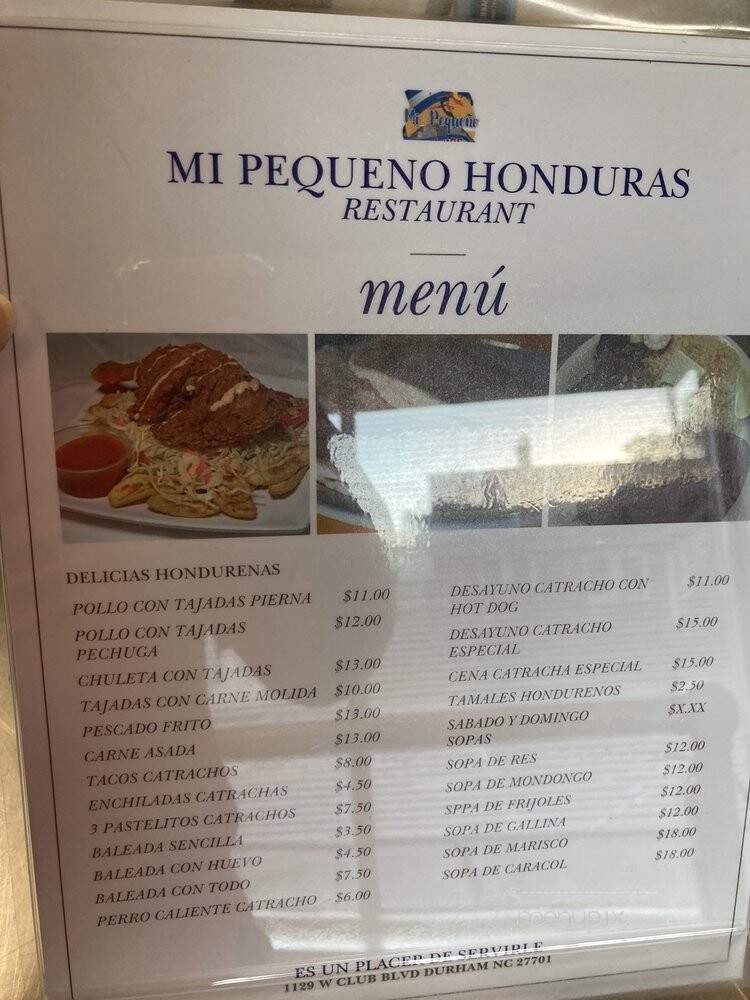 Mi Pequeño
MI PEQUENO HONDURAS
RESTAURANT
menú
DELICIAS HONDURENAS
POLLO CON TAJADAS PIERNA $11.00
POLLO CON TAJADAS $12.00
PECHUGA
CHULETA CON TAJADAS $13.00
TAJADAS CON CARNE MOLIDA $10.00
PESCADO FRITO $13.00
CARNE ASADA $13.00
TACOS CATRACHOS $8.00
ENCHILADAS CATRACHAS $4.50
3 PASTELITOS CATRACHOS $7.50
BALEADA SENCILLA $3.50
BALEADA CON HUEVO $4.50
BALEADA CON TODO $7.50
PERRO CALIENTE CATRACHO $6.00
DESAYUNO CATRACHO CON $11.00
HOT DOG
DESAYUNO CATRACHO $15.00
ESPECIAL
CENA CATRACHA ESPECIAL $15.00
TAMALES HONDURENOS $2.50
SABADO Y DOMINGO $X.XX
SOPAS
SOPA DE RES $12.00
SOPA DE MONDONGO $12.00
SPPA DE FRIJOLES $12.00
SOPA DE GALLINA $12.00
SOPA DE MARISCO $18.00
SOPA DE CARACOL $18.00
ES UN PLACER DE SERVIRLE
1129 W CLUB BLVD DURHAM NC 27701